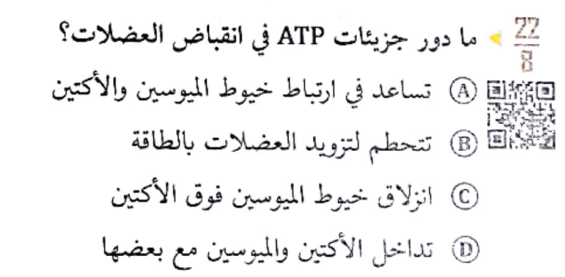 22/8 ما دور جزيئات ATP في انقباض العضلات؟
A تساعد في ارتباط خيوط الميوسين والأكتين
B تتحطم لتزويد العضلات بالطاقة
C انزلاق خيوط الميوسين فوق الأكتين
D تداخل الأكتين والميوسين مع بعضها